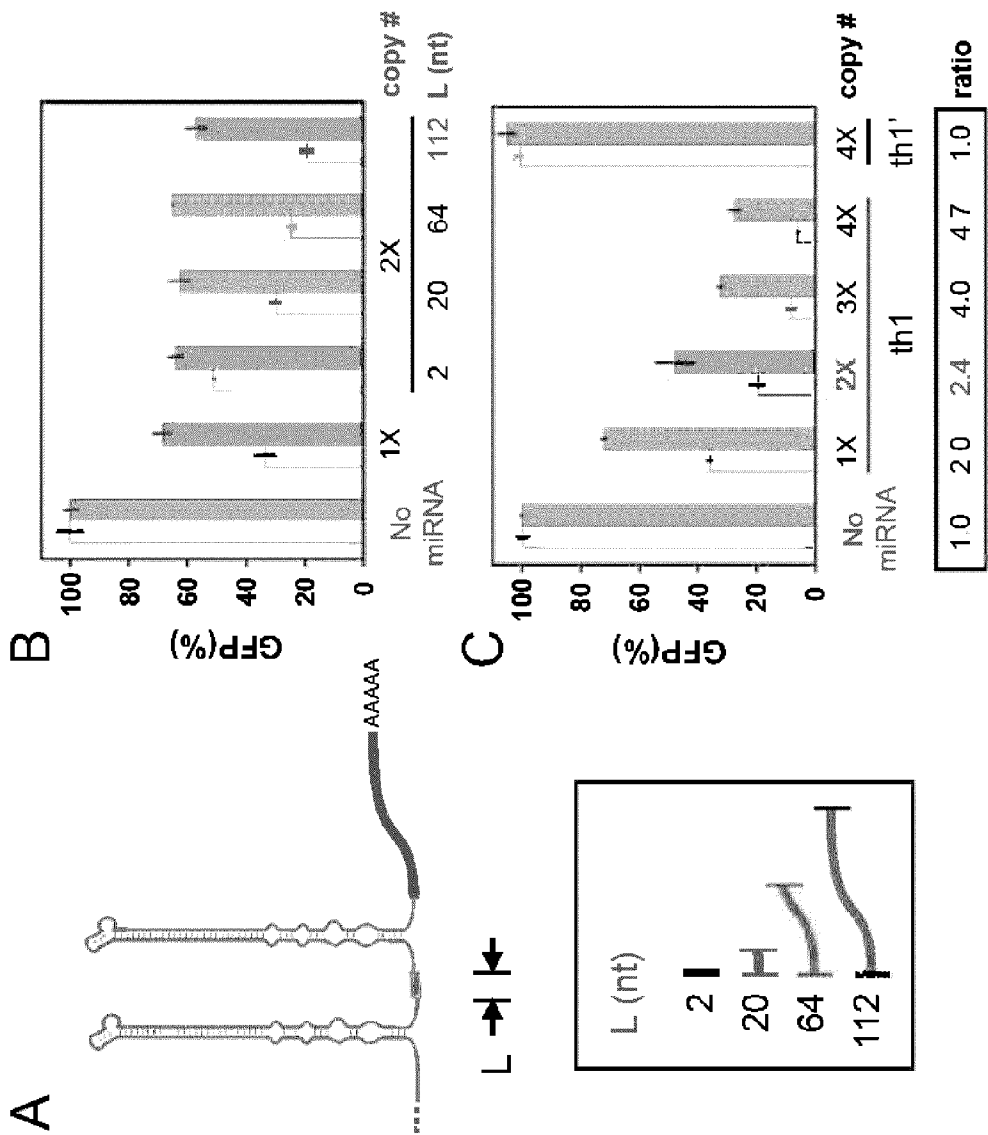 A
AAAAA
L
L (nt)
2
20
64
112
B
GFP(%)
100
80
60
40
20
0
No miRNA 1X 2X copy #
2 20 64 112 L (nt)
C
GFP(%)
100
80
60
40
20
0
No miRNA 1X 2X 3X 4X 4X copy #
th1 th1'
1.0 2 0 2.4 4.0 4 7 1.0 ratio